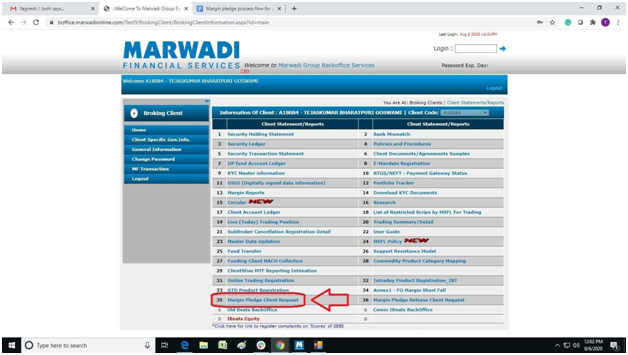 Yagnesh / Joshi says...
:WelCome To Marwadi Group B
Margin pledge process flow for
boffice.marwadionline.com/Test9/BrokingClient/BrokingClientInformation.aspx?id=main
Last Login: Aug 6 2020 12:01PM
MARWADI
FINANCIAL SERVICES
Login :
Welcome to Marwadi Group Backoffice Services
Password Exp. Day:
180
Welcome AJ8084 - TEJASKUMAR BHARATPURI GOSWAMI
Logout
You Are At: Broking Clients | Client Statements/Reports
Broking Client
Information Of Client : AJ8084 - TEJASKUMAR BHARATPURI GOSWAMI | Client Code: AJ8084
Client Statement/Reports Client Statement/Reports
Home
Client Specific Gen.Info.
General Information
Change Password
MF Transaction
Logout
1 Security Holding Statement 2 Bank Mismatch
3 Security Ledger 4 Policies and Procedures
5 Security Transaction Statement 6 Client Documents/Agreements Samples
7 DP Fund Account Ledger 8 E-Mandate Registration
9 KYC Master information 10 RTGS/NEFT - Payment Gateway Status
11 DSDI (Digitally signed data information) 12 Portfolio Tracker
13 Margin Reports 14 Download KYC Documents
15 Circular NEW 16 Research
17 Client Account Ledger 18 List of Restricted Scrips by MSFL For Trading
19 Live (Today) Trading Position 20 Trading Summary/Detail
21 SubBroker Cancellation Registration Detail 22 User Guide
23 Master Data Updation 24 MSFL Policy NEW
25 Fund Transfer 26 Support Resistance Model
27 Funding Client NACH Collection 28 Commodity Product Category Mapping
29 ClientWise MTF Reporting Intimation
31 Online Trading Registration 32 Intraday Product Registration_IBT
33 GTD Product Registration 34 Annex1 - FO Margin Short Fall
35 Margin Pledge Client Request 36 Margin Pledge Release Client Request
S Old Ibeats BackOffice S Comm IBeats BackOffice
S IBeats Equity S
*Click here for link to register complaints on 'Scores' of SEBI
Type here to search
12:02 PM
8/6/2020